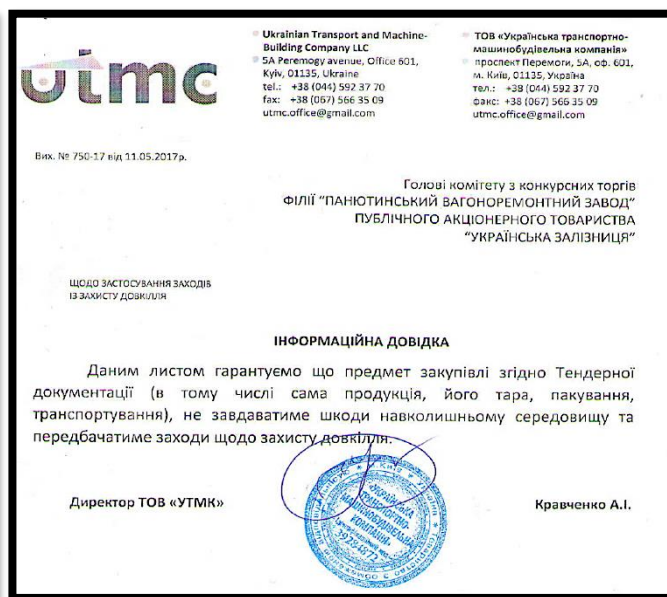 utmc
Ukrainian Transport and Machine-
Building Company LLC
5A Peremogy avenue, Office 601,
Kyiv, 01135, Ukraine
tel.: +38 (044) 592 37 70
fax: +38 (067) 566 35 09
utmc.office@gmail.com
ТОВ «Українська транспортно-
машинобудівельна компанія»
проспект Перемоги, 5А, оф. 601,
м. Київ, 01135, Україна
тел.: +38 (044) 592 37 70
факс: +38 (067) 566 35 09
utmc.office@gmail.com
Вих. № 750-17 від 11.05.2017р.
Голові комітету з конкурсних торгів
ФІЛІЇ "ПАНЮТИНСЬКИЙ ВАГОНОРЕМОНТНИЙ ЗАВОД"
ПУБЛІЧНОГО АКЦІОНЕРНОГО ТОВАРИСТВА
"УКРАЇНСЬКА ЗАЛІЗНИЦЯ"
ЩОДО ЗАСТОСУВАННЯ ЗАХОДІВ
ІЗ ЗАХИСТУ ДОВКІЛЛЯ
ІНФОРМАЦІЙНА ДОВІДКА
Даним листом гарантуємо що предмет закупівлі згідно Тендерної
документації (в тому числі сама продукція, його тара, пакування,
транспортування), не завдаватиме шкоди навколишньому середовищу та
передбачатиме заходи щодо захисту довкілля.
Директор ТОВ «УТМК»
Кравченко А.І.
"УКРАЇНСЬКА
ТРАНСПОРТНО
МАШИНОБУДІВЕЛЬНА
КОМПАНІЯ"
39284872